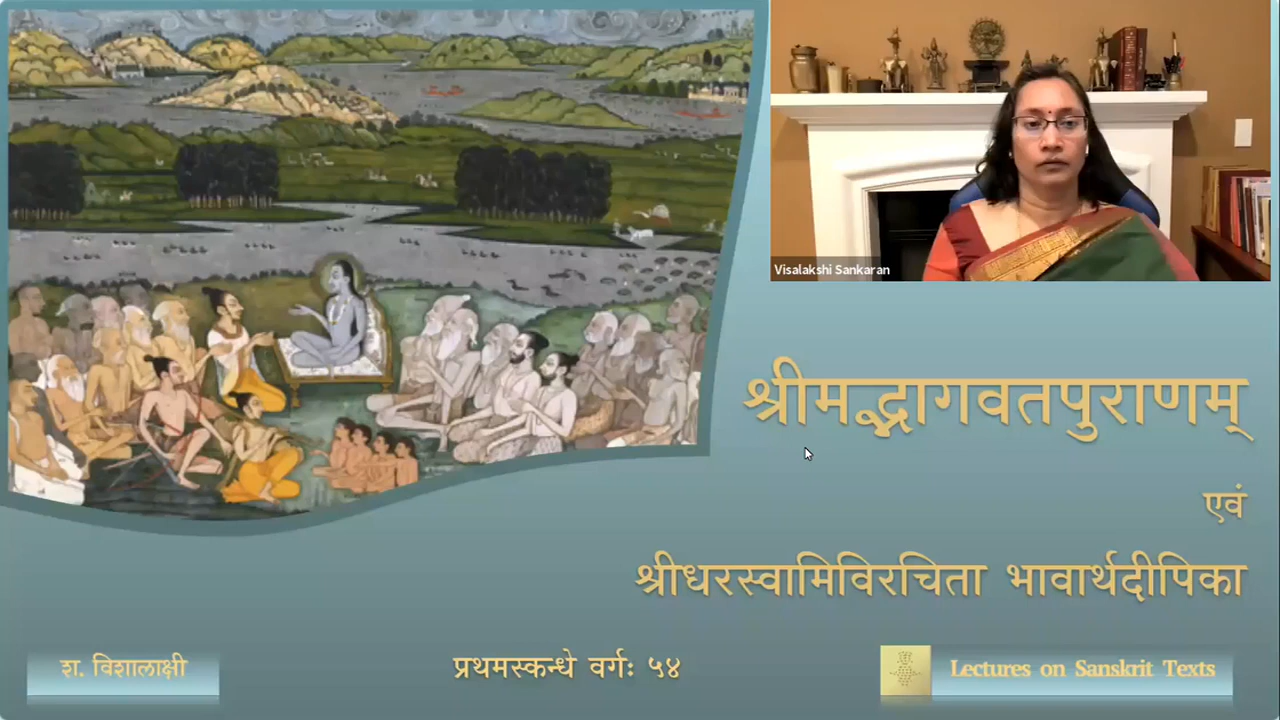 Visalakshi Sankaran
श्रीमद्भागवतपुराणम्
एवं
श्रीधरस्वामिविरचिता भावार्थदीपिका
श. विशालाक्षी
प्रथमस्कन्धे वर्गः ५४
Lectures on Sanskrit Texts